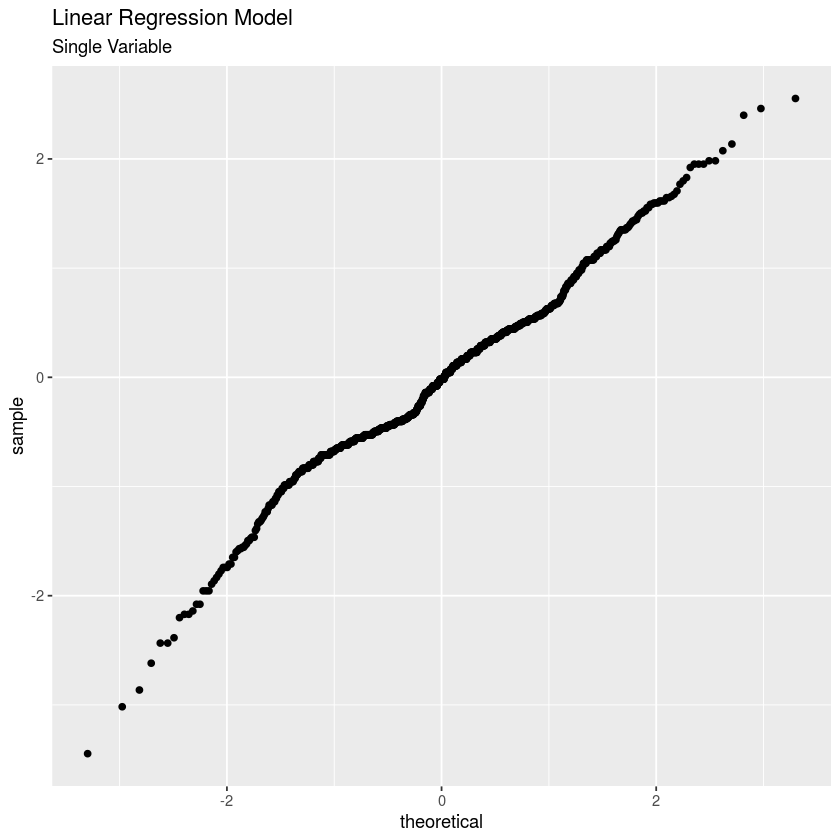 Linear Regression Model
Single Variable
2
0
-2
sample
-2
0
2
theoretical